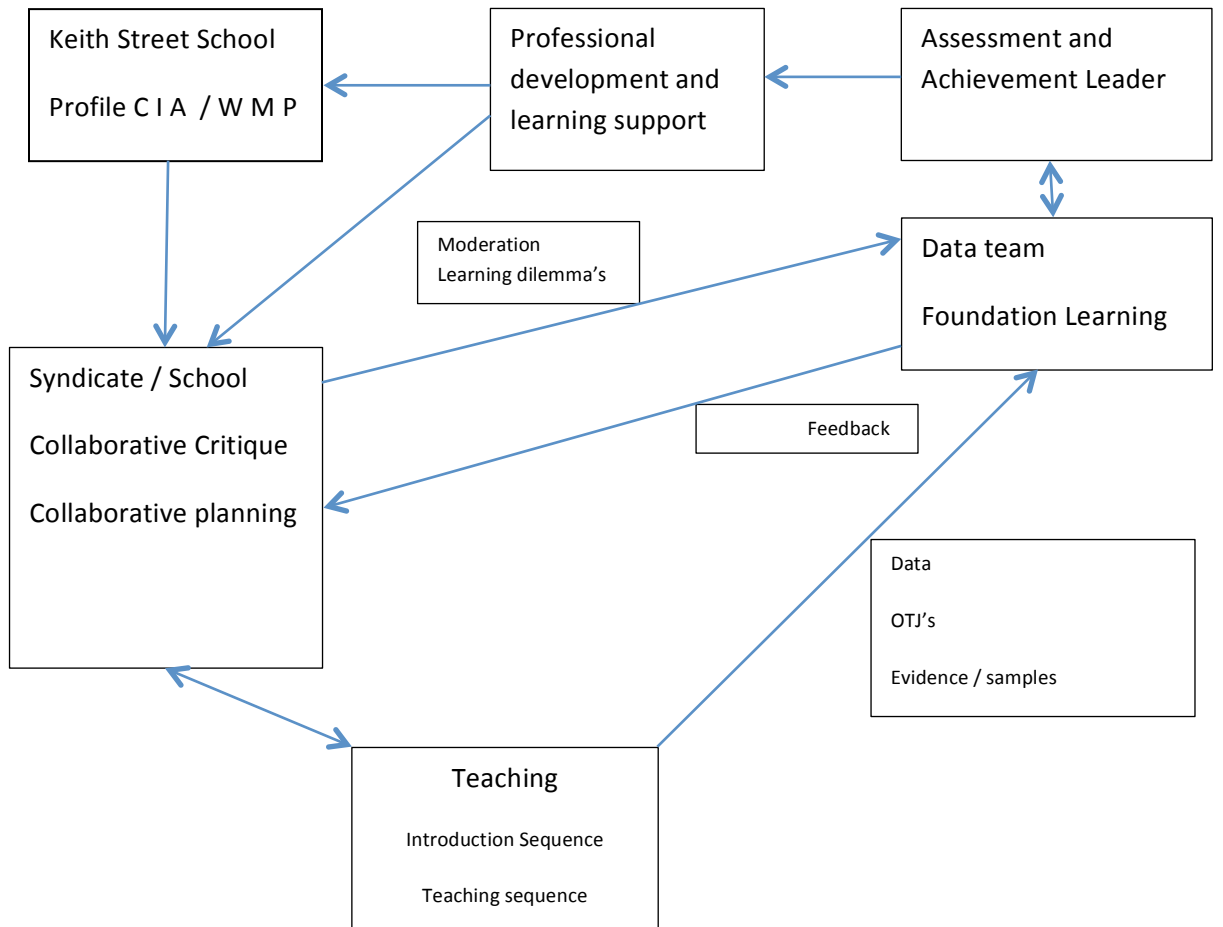 Keith Street School
Profile C I A / W M P
Professional
development and
learning support
Assessment and
Achievement Leader
Moderation
Learning dilemma’s
Data team
Foundation Learning
Syndicate / School
Collaborative Critique
Collaborative planning
Feedback
Data
OTJ’s
Evidence / samples
Teaching
Introduction Sequence
Teaching sequence